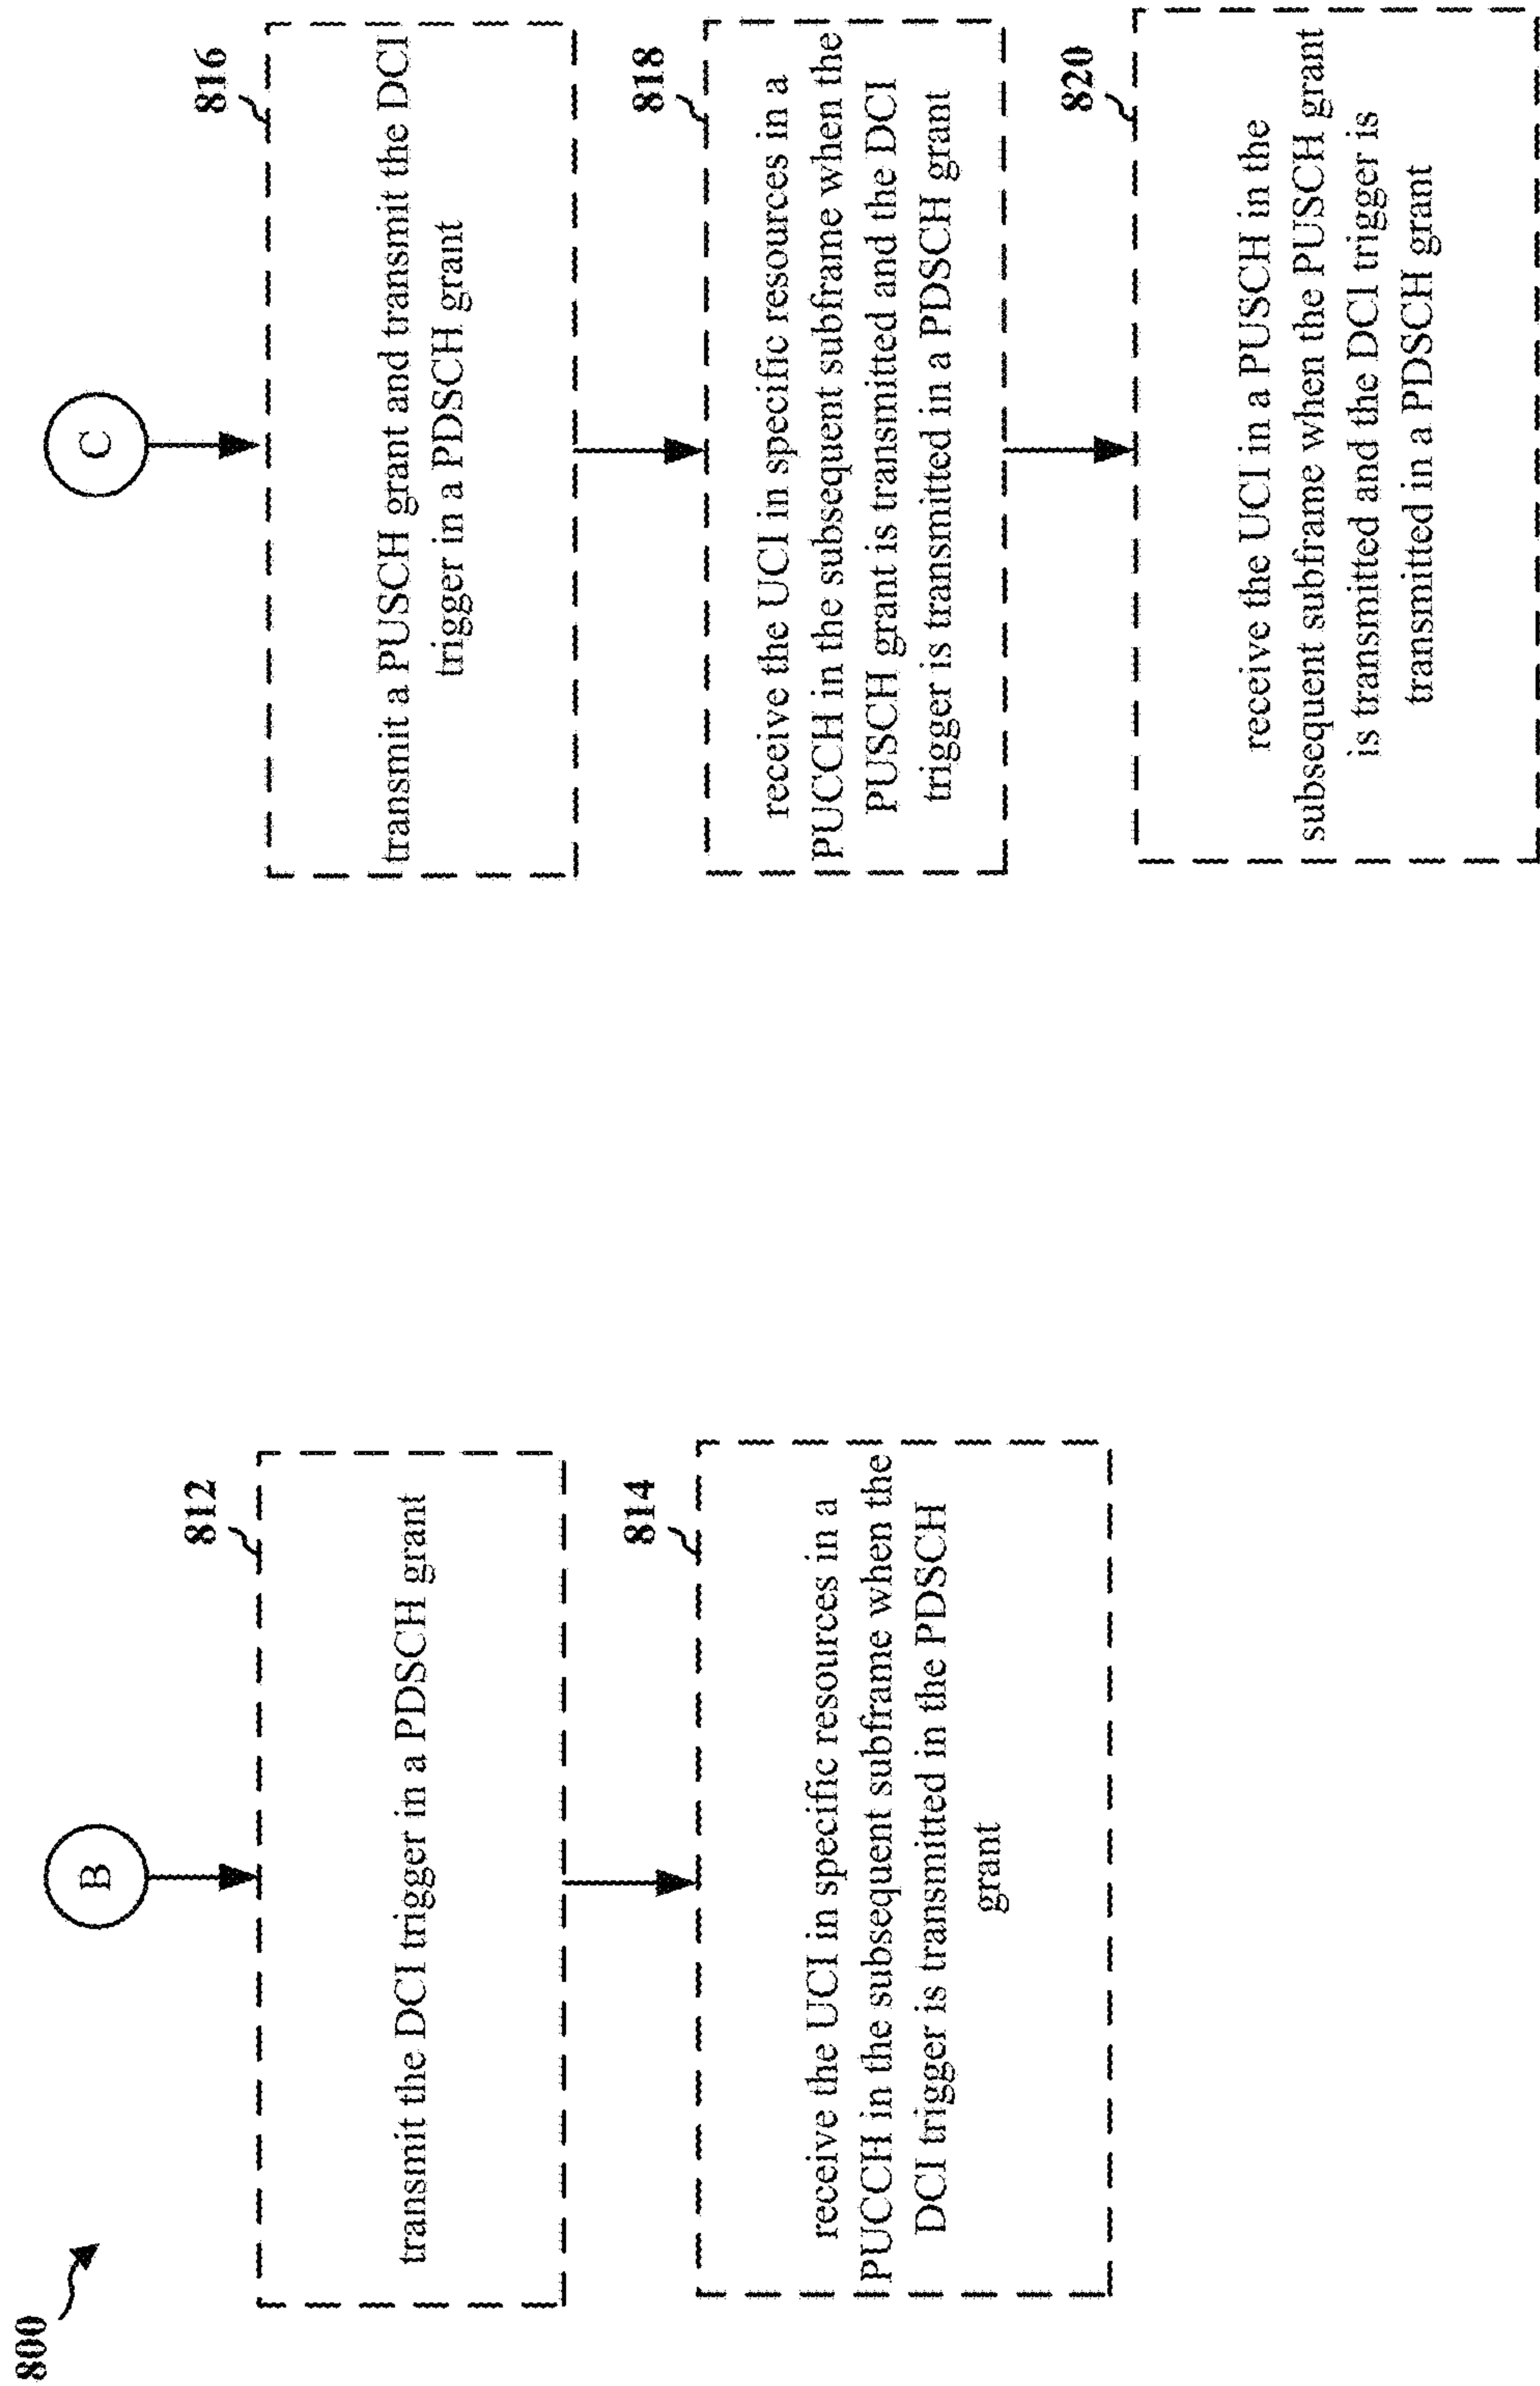 800
B
812
transmit the DCI trigger in a PDSCH grant
814
receive the UCI in specific resources in a
PUCCH in the subsequent subframe when the
DCI trigger is transmitted in the PDSCH
grant
C
816
transmit a PUSCH grant and transmit the DCI
trigger in a PDSCH grant
818
receive the UCI in specific resources in a
PUCCH in the subsequent subframe when the
PUSCH grant is transmitted and the DCI
trigger is transmitted in a PDSCH grant
820
receive the UCI in a PUSCH in the
subsequent subframe when the PUSCH grant
is transmitted and the DCI trigger is
transmitted in a PDSCH grant